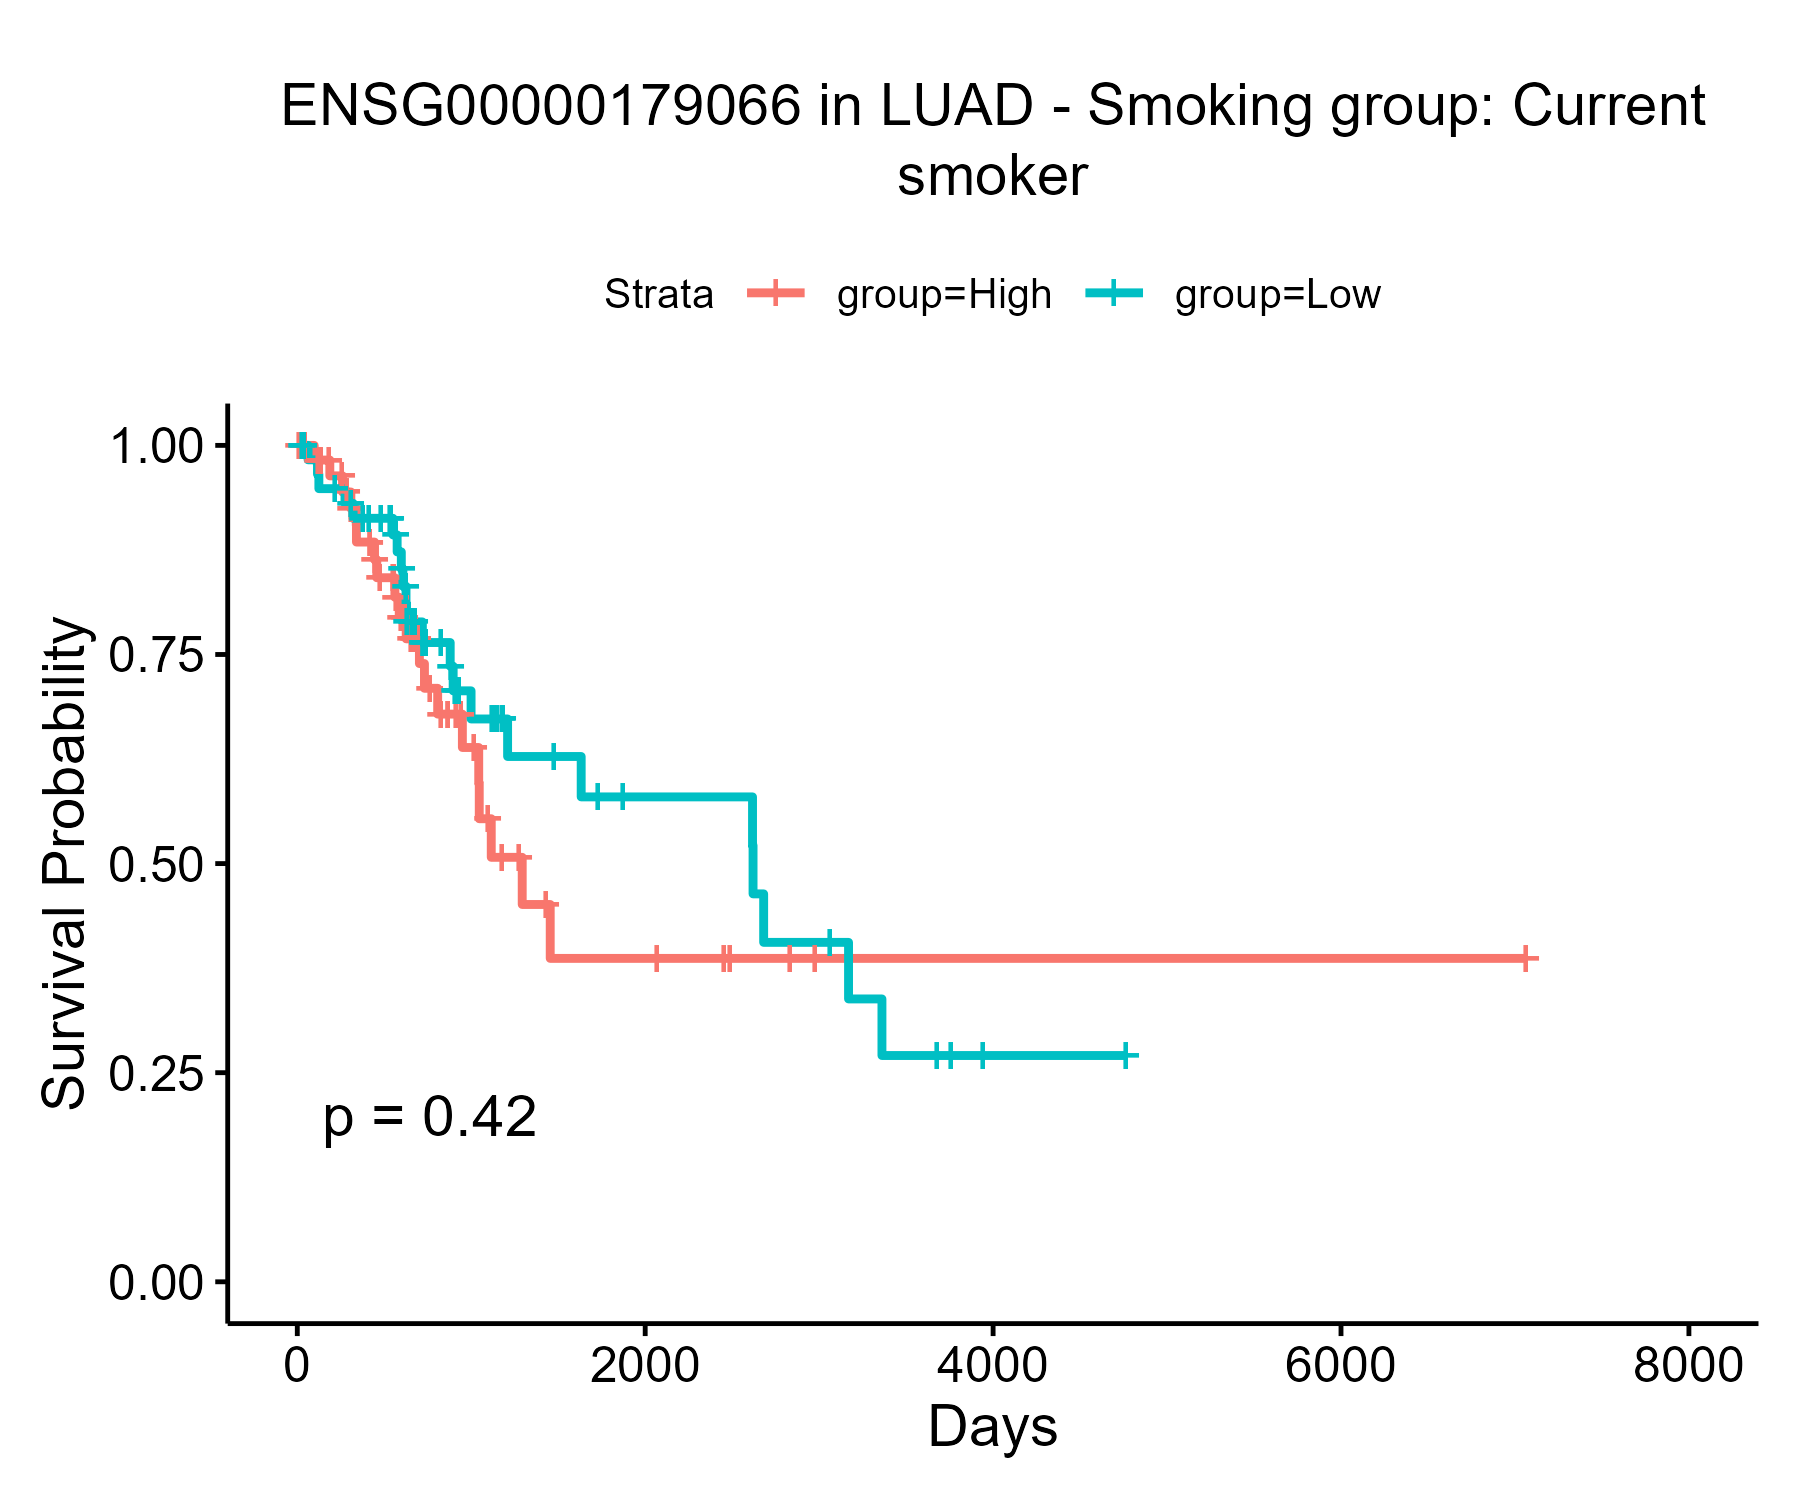 ENSG00000179066 in LUAD - Smoking group: Current
smoker
Strata group=High group=Low
Survival Probability
1.00
0.75
0.50
0.25
0.00
p = 0.42
0 2000 4000 6000 8000
Days